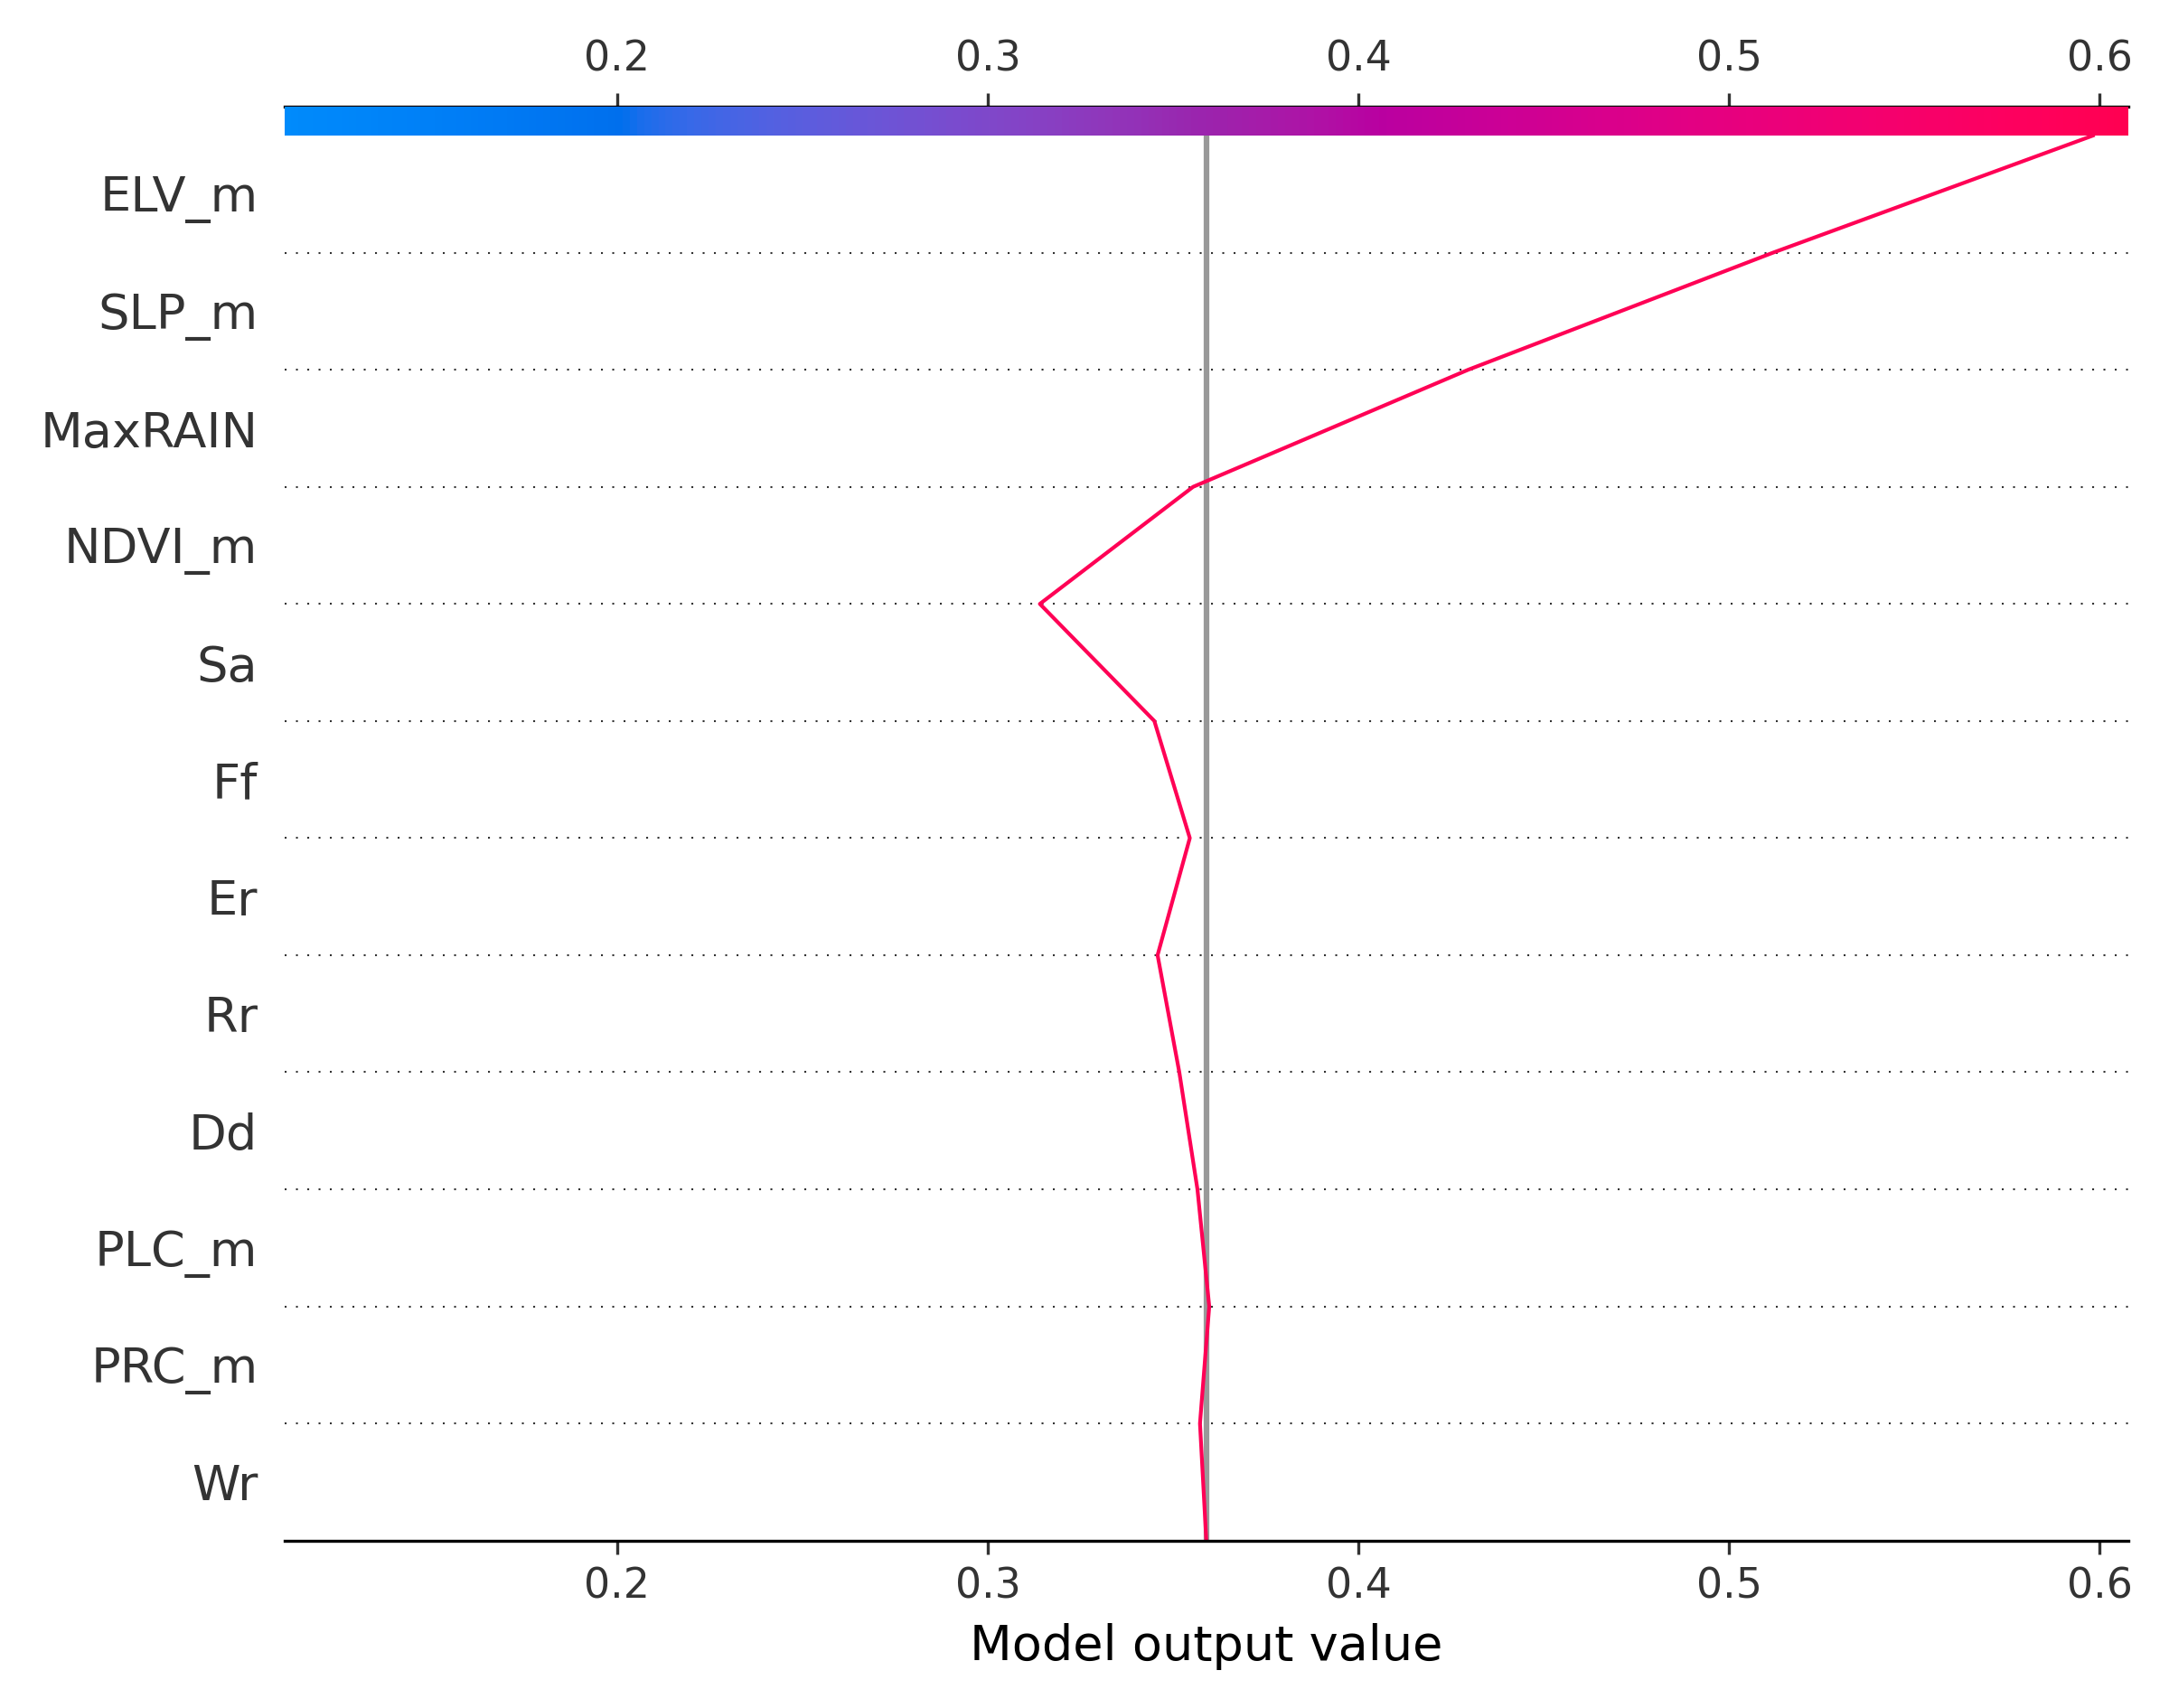 0.2 0.3 0.4 0.5 0.6
ELV_m
SLP_m
MaxRAIN
NDVI_m
Sa
Ff
Er
Rr
Dd
PLC_m
PRC_m
Wr
0.2 0.3 0.4 0.5 0.6
Model output value